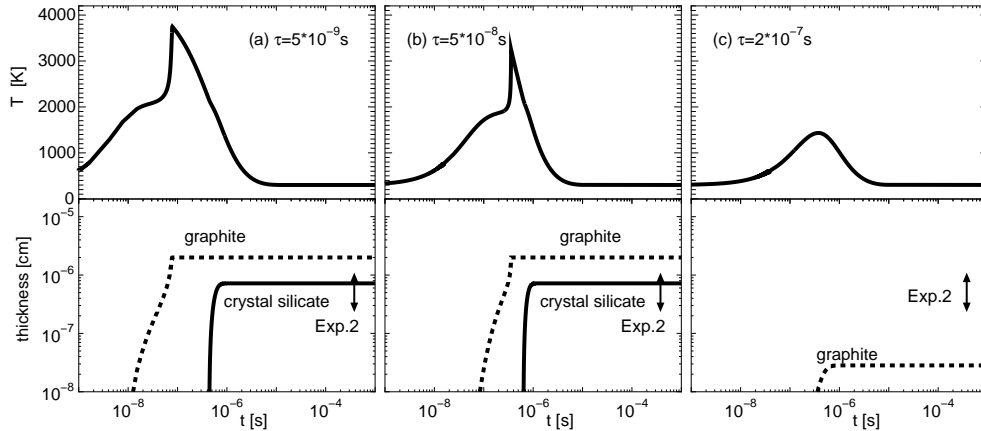 4000
3000
2000
1000
0
T [K]
(a) τ=5*10⁻⁹s
(b) τ=5*10⁻⁸s
(c) τ=2*10⁻⁷s
10⁻⁵
10⁻⁶
10⁻⁷
10⁻⁸
thickness [cm]
graphite
crystal silicate
Exp.2
graphite
crystal silicate
Exp.2
Exp.2
graphite
10⁻⁸ 10⁻⁶ 10⁻⁴
t [s]
10⁻⁸ 10⁻⁶ 10⁻⁴
t [s]
10⁻⁸ 10⁻⁶ 10⁻⁴
t [s]